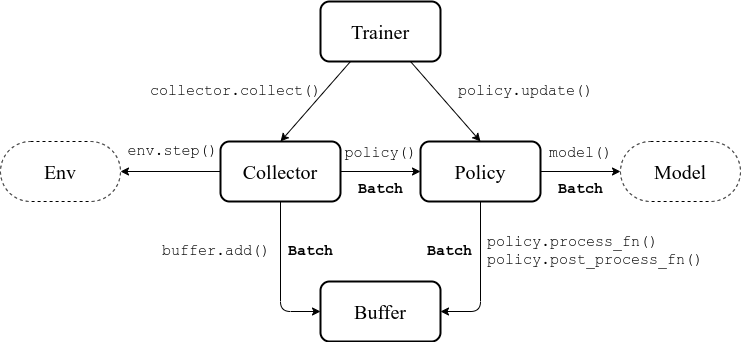 Trainer
collector.collect()
policy.update()
env.step()
policy()
model()
Env
Collector
Policy
Model
Batch
Batch
buffer.add()
Batch
Batch
policy.process_fn()
policy.post_process_fn()
Buffer